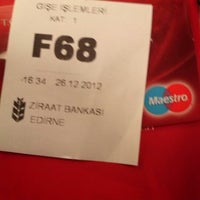 GİŞE İŞLEMLERİ
KAT: 1
F68
16:34 26.12.2012
ZİRAAT BANKASI
EDİRNE
Maestro